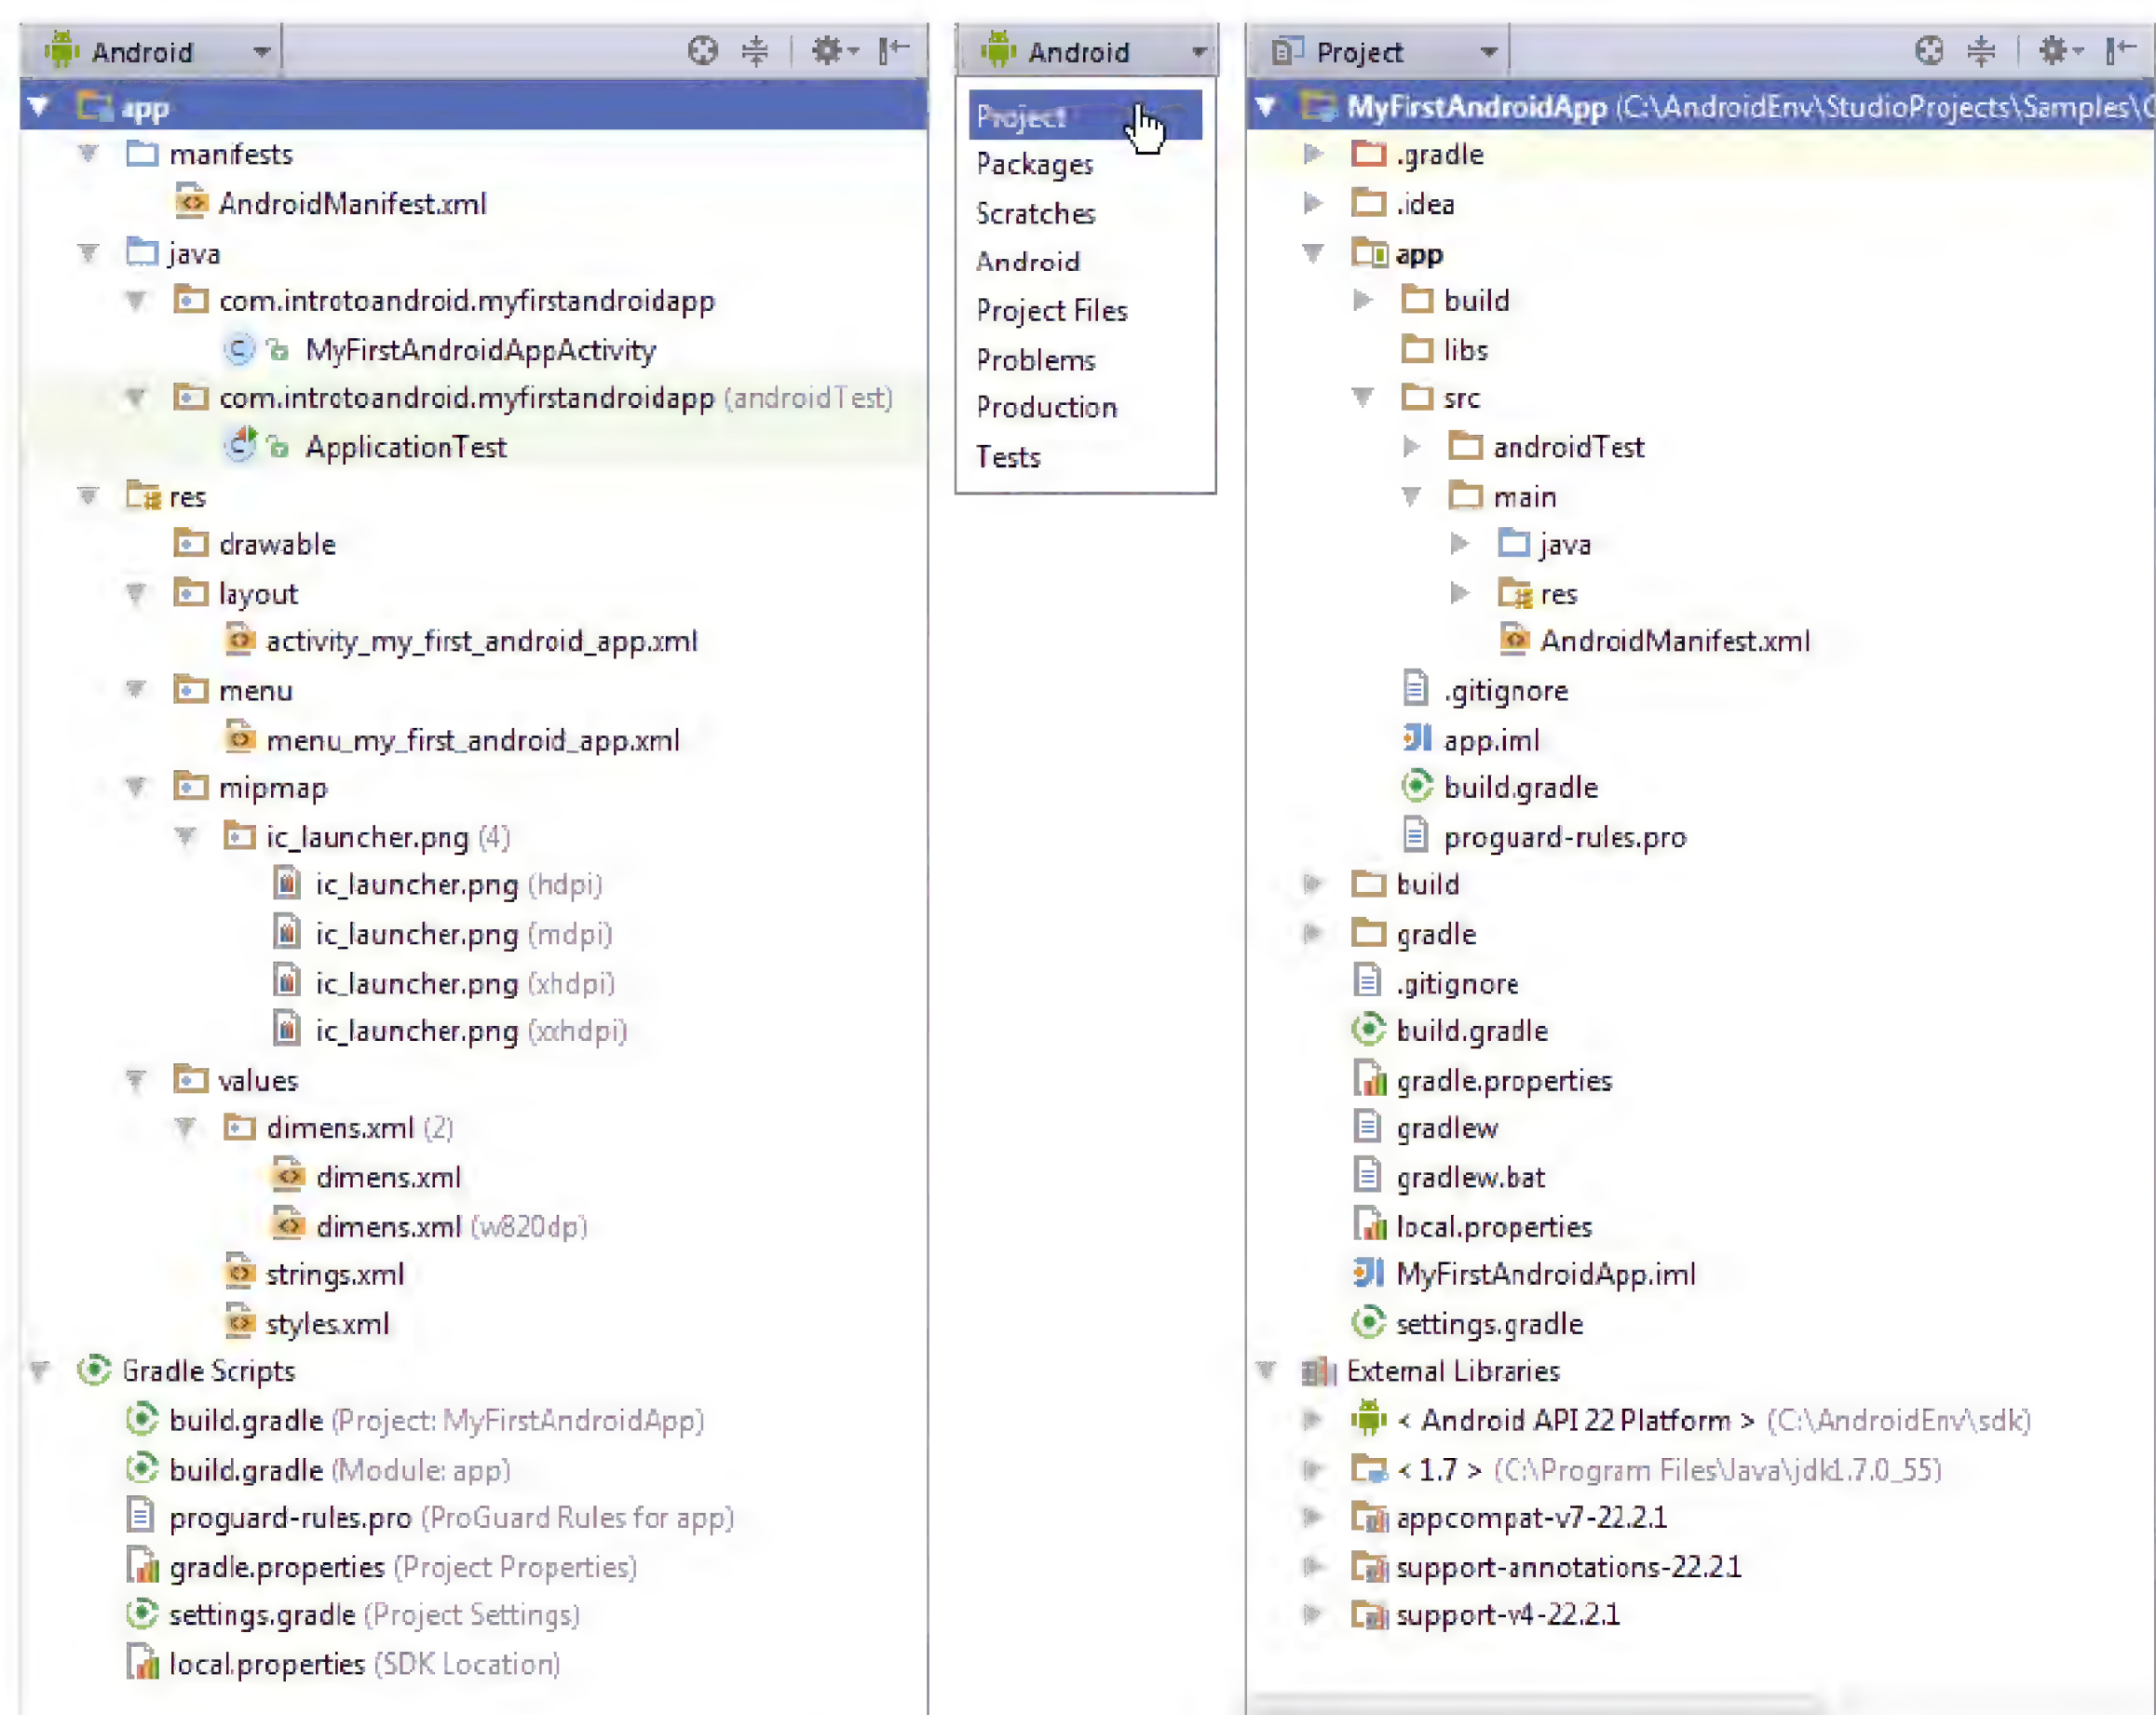 Android
app
manifests
AndroidManifest.xml
java
com.introtoandroid.myfirstandroidapp
MyFirstAndroidAppActivity
com.introtoandroid.myfirstandroidapp (androidTest)
ApplicationTest
res
drawable
layout
activity_my_first_android_app.xml
menu
menu_my_first_android_app.xml
mipmap
ic_launcher.png (4)
ic_launcher.png (hdpi)
ic_launcher.png (mdpi)
ic_launcher.png (xhdpi)
ic_launcher.png (xxhdpi)
values
dimens.xml (2)
dimens.xml
dimens.xml (w820dp)
strings.xml
styles.xml
Gradle Scripts
build.gradle (Project: MyFirstAndroidApp)
build.gradle (Module: app)
proguard-rules.pro (ProGuard Rules for app)
gradle.properties (Project Properties)
settings.gradle (Project Settings)
local.properties (SDK Location)
Android
Project
Packages
Scratches
Android
Project Files
Problems
Production
Tests
Project
MyFirstAndroidApp (C:\AndroidEnv\StudioProjects\Samples\
.gradle
.idea
app
build
libs
src
androidTest
main
java
res
AndroidManifest.xml
.gitignore
app.iml
build.gradle
proguard-rules.pro
build
gradle
.gitignore
build.gradle
gradle.properties
gradlew
gradlew.bat
local.properties
MyFirstAndroidApp.iml
settings.gradle
External Libraries
< Android API 22 Platform > (C:\AndroidEnv\sdk)
< 1.7 > (C:\Program Files\Java\jdk1.7.0_55)
appcompat-v7-22.2.1
support-annotations-22.2.1
support-v4-22.2.1